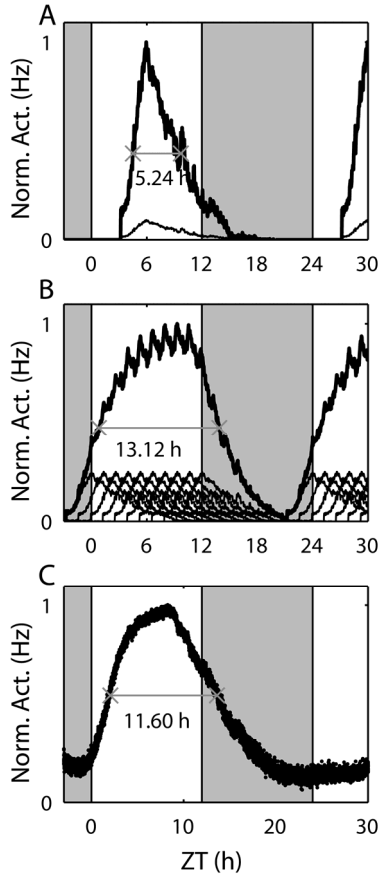 A
Norm. Act. (Hz)
1
0
5.24 h
0 6 12 18 24 30
B
Norm. Act. (Hz)
1
0
13.12 h
0 6 12 18 24 30
C
Norm. Act. (Hz)
1
0
11.60 h
0 10 20 30
ZT (h)